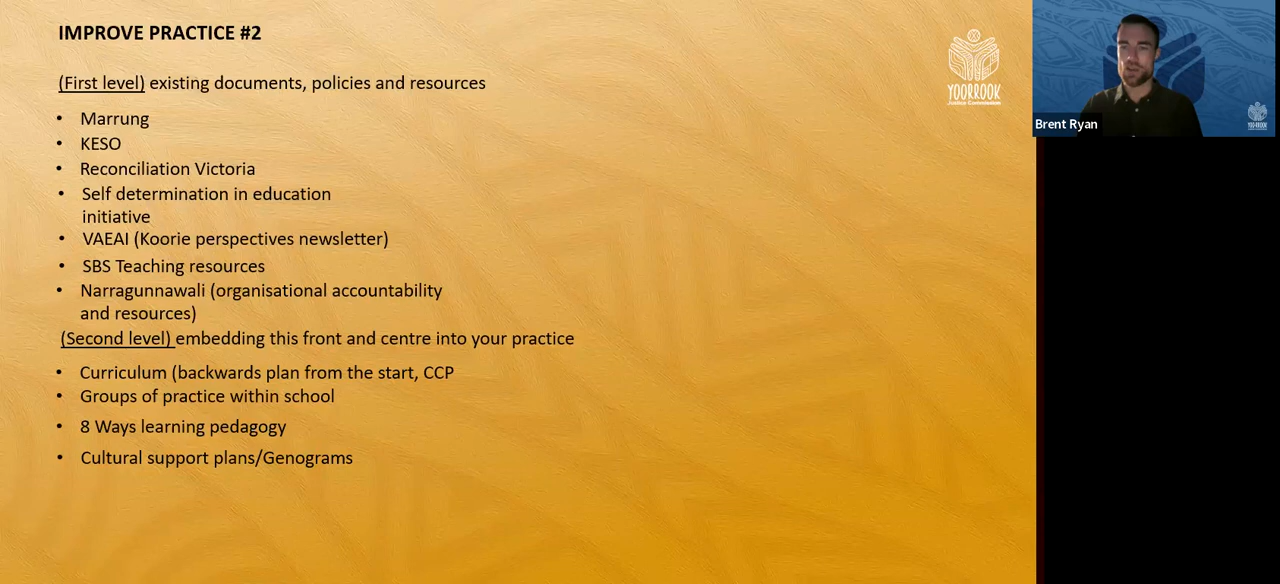 IMPROVE PRACTICE #2
(First level) existing documents, policies and resources
• Marrung
• KESO
• Reconciliation Victoria
• Self determination in education
initiative
• VAEAI (Koorie perspectives newsletter)
• SBS Teaching resources
• Narragunnawali (organisational accountability
and resources)
(Second level) embedding this front and centre into your practice
• Curriculum (backwards plan from the start, CCP
• Groups of practice within school
• 8 Ways learning pedagogy
• Cultural support plans/Genograms
YOORROOK
Justice Commission
Brent Ryan
YOORROOK